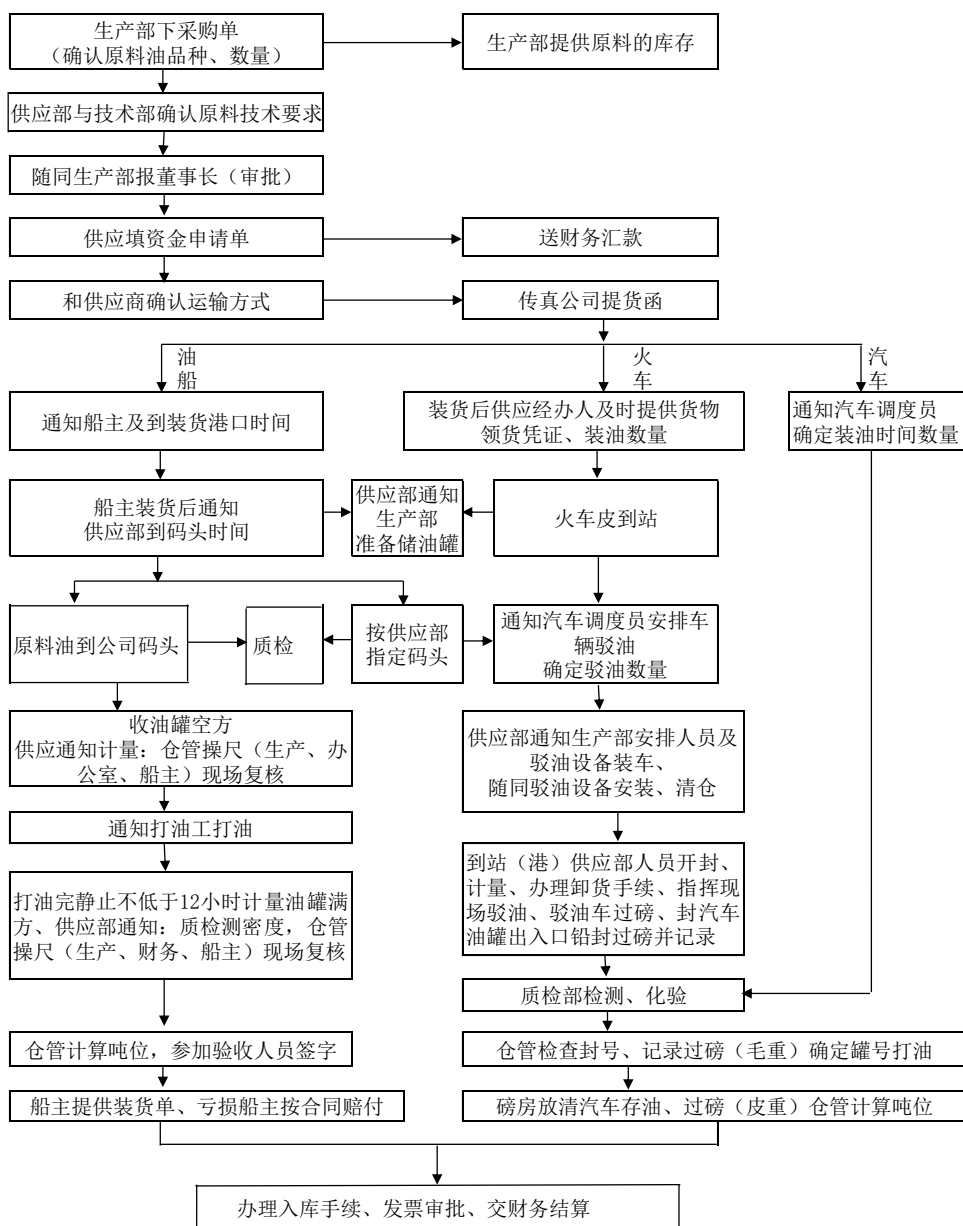 生产部下采购单
（确认原料油品种、数量）
生产部提供原料的库存
供应部与技术部确认原料技术要求
随同生产部报董事长（审批）
供应填资金申请单
送财务汇款
和供应商确认运输方式
传真公司提货函
油
船
火
车
汽
车
通知船主及到装货港口时间
装货后供应经办人及时提供货物
领货凭证、装油数量
通知汽车调度员
确定装油时间数量
船主装货后通知
供应部到码头时间
供应部通知
生产部
准备储油罐
火车皮到站
原料油到公司码头
质检
按供应部
指定码头
通知汽车调度员安排车
辆驳油
确定驳油数量
收油罐空方
供应通知计量：仓管操尺（生产、办
公室、船主）现场复核
供应部通知生产部安排人员及
驳油设备装车、
随同驳油设备安装、清仓
通知打油工打油
打油完静止不低于12小时计量油罐满
方、供应部通知：质检测密度，仓管
操尺（生产、财务、船主）现场复核
到站（港）供应部人员开封、
计量、办理卸货手续、指挥现
场驳油、驳油车过磅、封汽车
油罐出入口铅封过磅并记录
质检部检测、化验
仓管计算吨位，参加验收人员签字
仓管检查封号、记录过磅（毛重）确定罐号打油
船主提供装货单、亏损船主按合同赔付
磅房放清汽车存油、过磅（皮重）仓管计算吨位
办理入库手续、发票审批、交财务结算